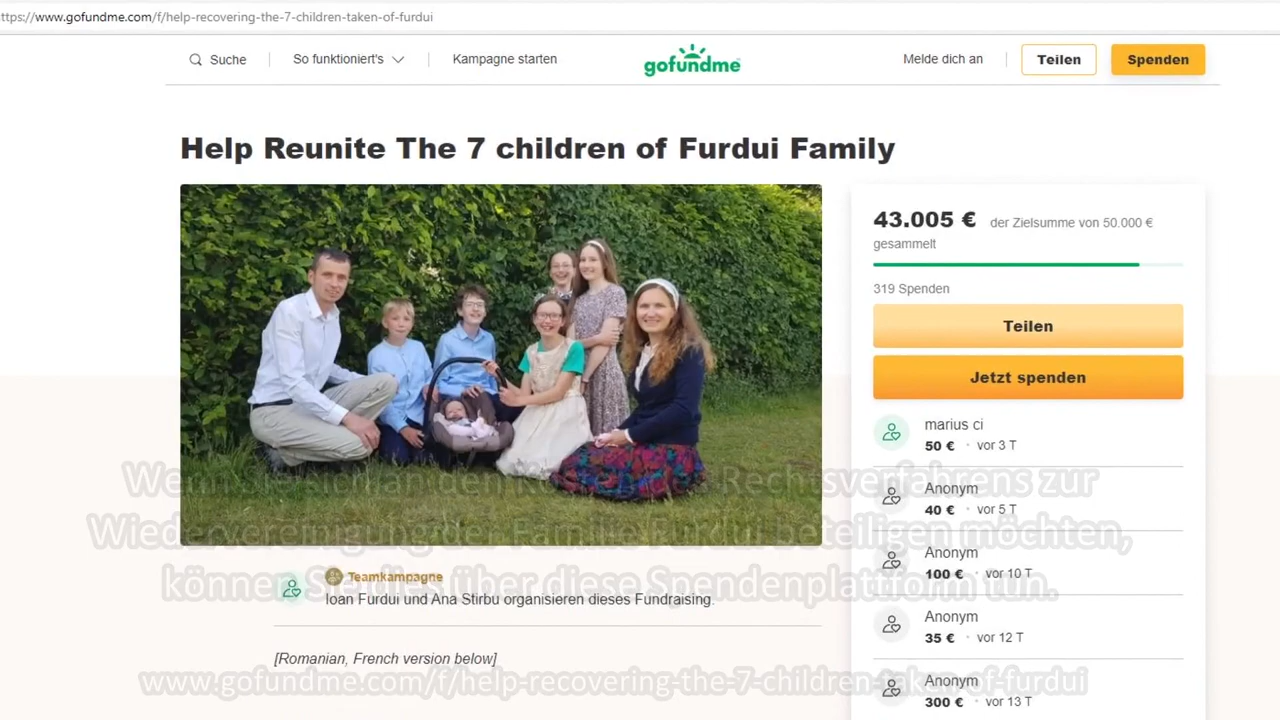 ttps://www.gofundme.com/f/help-recovering-the-7-children-taken-of-furdui
Suche
So funktioniert's
Kampagne starten
gofundme
Melde dich an
Teilen
Spenden
Help Reunite The 7 children of Furdui Family
43.005 € der Zielsumme von 50.000 €
gesammelt
319 Spenden
Teilen
Jetzt spenden
marius ci
50 € · vor 3 T
Anonym
40 € · vor 5 T
Anonym
100 € · vor 10 T
Anonym
35 € · vor 12 T
Anonym
300 € · vor 13 T
Wenn Sie sich an den Kosten des Rechtsverfahrens zur
Wiedervereinigung der Familie Furdui beteiligen möchten,
können Sie dies über diese Spendenplattform tun.
Teamkampagne
Ioan Furdui und Ana Stirbu organisieren dieses Fundraising.
[Romanian, French version below]
www.gofundme.com/f/help-recovering-the-7-children-taken-of-furdui